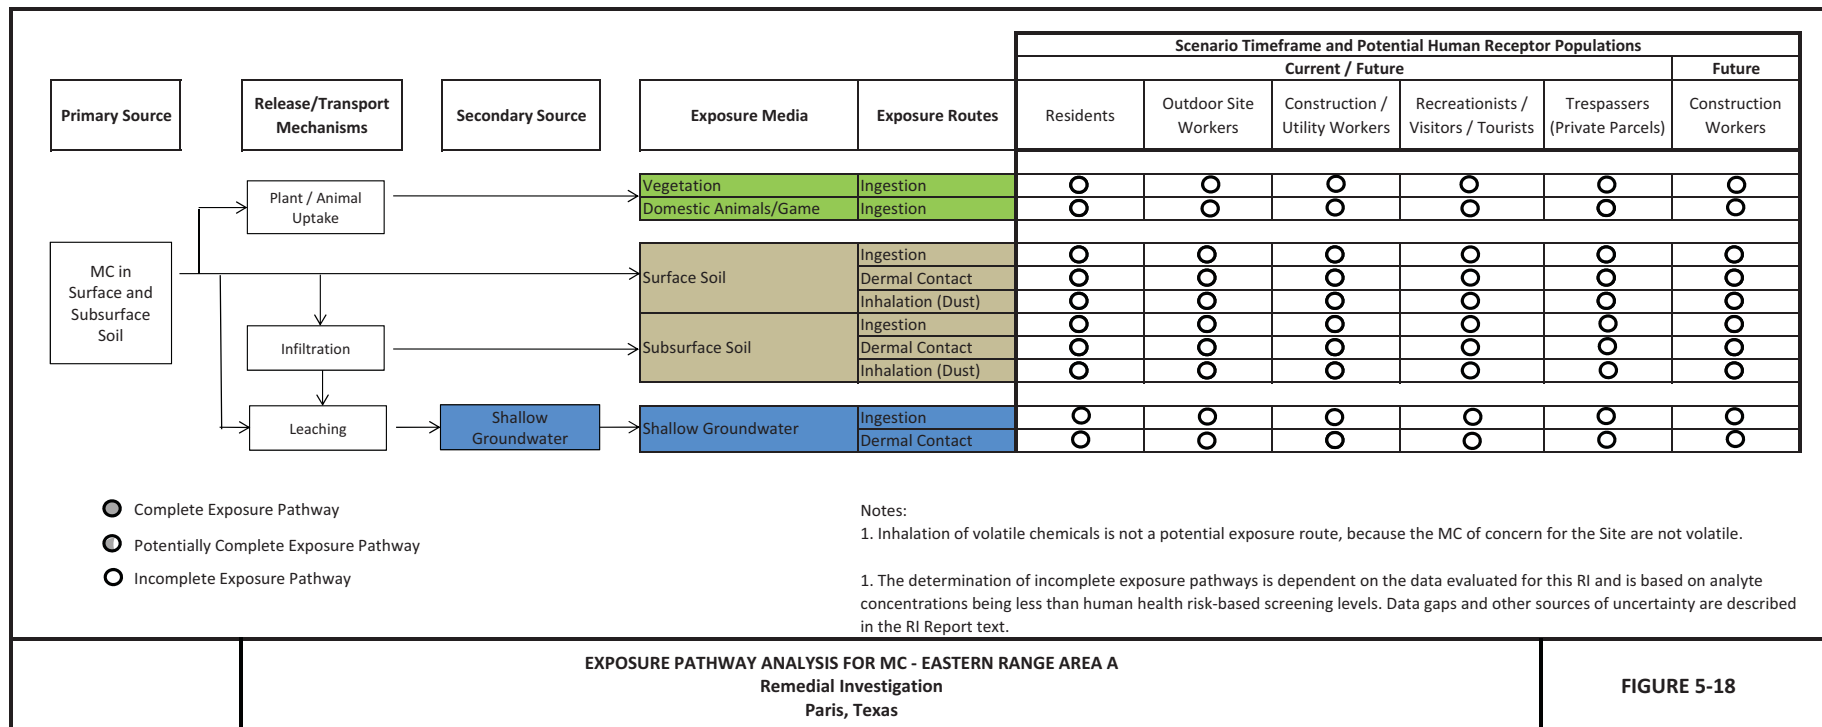 Scenario Timeframe and Potential Human Receptor Populations
Current / Future
Future
Primary Source
Release/Transport
Mechanisms
Secondary Source
Exposure Media
Exposure Routes
Residents
Outdoor Site
Workers
Construction /
Utility Workers
Recreationists /
Visitors / Tourists
Trespassers
(Private Parcels)
Construction
Workers
Plant / Animal
Uptake
Vegetation
Ingestion
Domestic Animals/Game
Ingestion
MC in
Surface and
Subsurface
Soil
Surface Soil
Ingestion
Dermal Contact
Inhalation (Dust)
Infiltration
Subsurface Soil
Ingestion
Dermal Contact
Inhalation (Dust)
Leaching
Shallow
Groundwater
Shallow Groundwater
Ingestion
Dermal Contact
Complete Exposure Pathway
Potentially Complete Exposure Pathway
Incomplete Exposure Pathway
Notes:
1. Inhalation of volatile chemicals is not a potential exposure route, because the MC of concern for the Site are not volatile.
1. The determination of incomplete exposure pathways is dependent on the data evaluated for this RI and is based on analyte
concentrations being less than human health risk-based screening levels. Data gaps and other sources of uncertainty are described
in the RI Report text.
EXPOSURE PATHWAY ANALYSIS FOR MC - EASTERN RANGE AREA A
Remedial Investigation
Paris, Texas
FIGURE 5-18